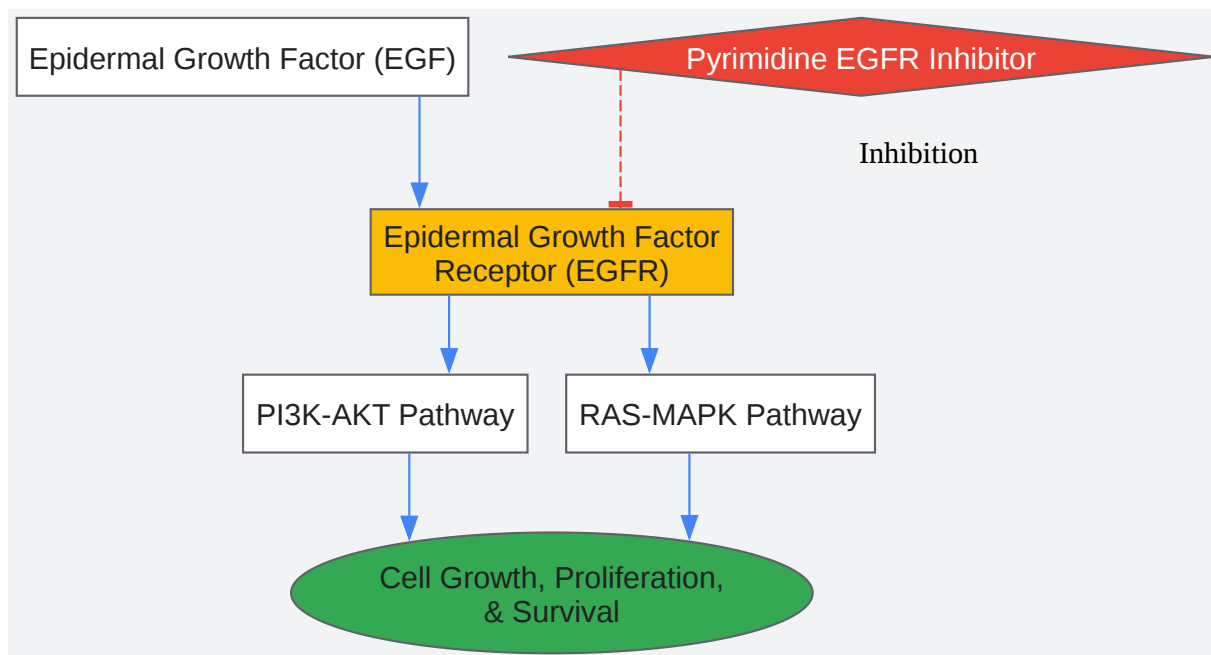 Epidermal Growth Factor (EGF)
Pyrimidine EGFR Inhibitor
Inhibition
Epidermal Growth Factor
Receptor (EGFR)
PI3K-AKT Pathway
RAS-MAPK Pathway
Cell Growth, Proliferation,
& Survival